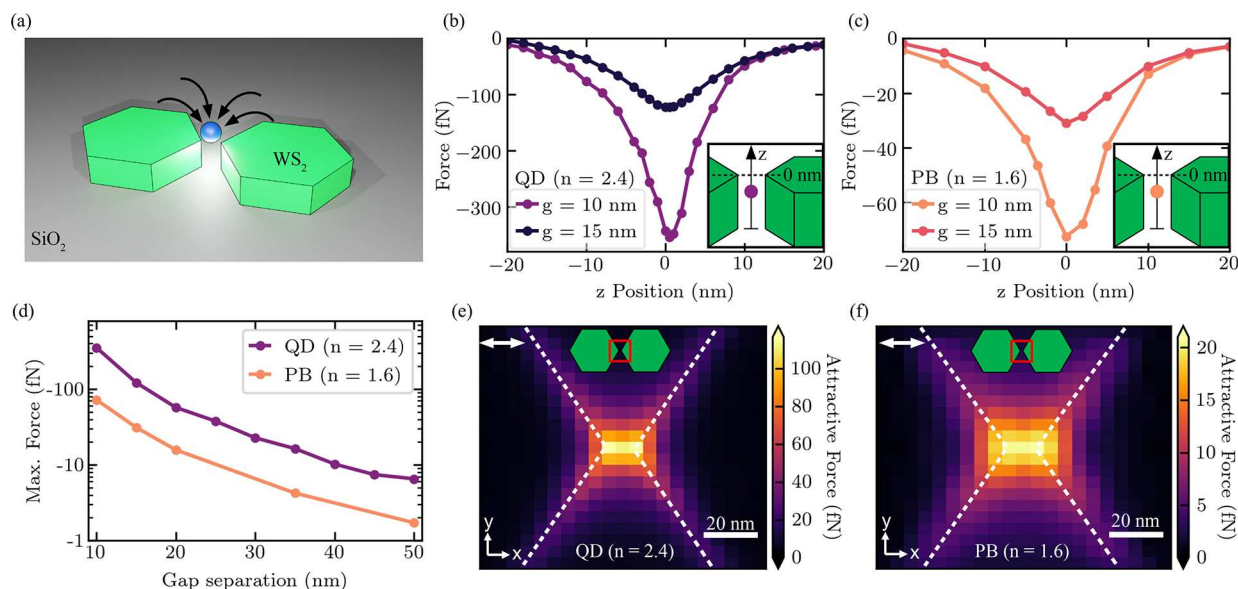 (a)
SiO₂
WS₂
(b)
Force (fN)
0
−100
−200
−300
−20
−10
0
10
20
z Position (nm)
QD (n = 2.4)
g = 10 nm
g = 15 nm
z
0 nm
(c)
Force (fN)
0
−20
−40
−60
−20
−10
0
10
20
z Position (nm)
PB (n = 1.6)
g = 10 nm
g = 15 nm
z
0 nm
(d)
Max. Force (fN)
-100
-10
-1
10
20
30
40
50
Gap separation (nm)
QD (n = 2.4)
PB (n = 1.6)
(e)
y
x
QD (n = 2.4)
20 nm
100
80
60
40
20
0
Attractive Force (fN)
(f)
y
x
PB (n = 1.6)
20 nm
20
15
10
5
0
Attractive Force (fN)